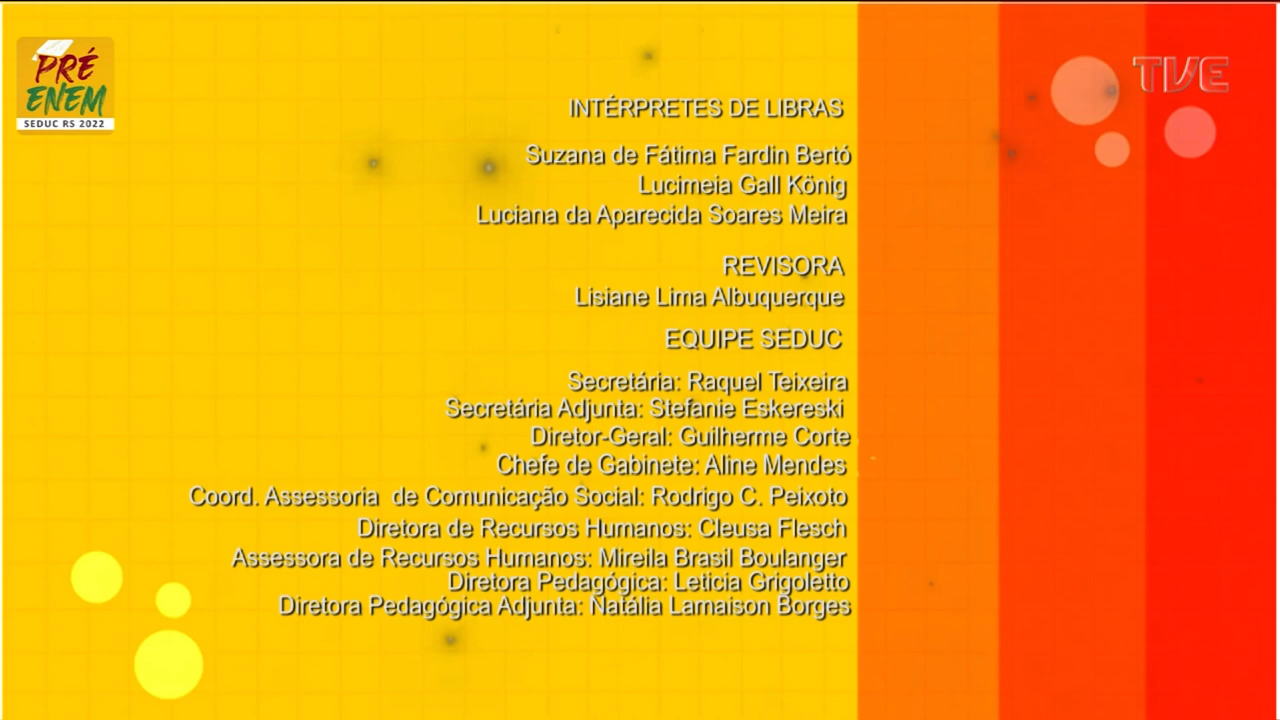 PRÉ
ENEM
SEDUC RS 2022
TVE
INTÉRPRETES DE LIBRAS
Suzana de Fátima Fardin Bertó
Lucimeia Gall König
Luciana da Aparecida Soares Meira
REVISORA
Lisiane Lima Albuquerque
EQUIPE SEDUC
Secretária: Raquel Teixeira
Secretária Adjunta: Stefanie Eskereski
Diretor-Geral: Guilherme Corte
Chefe de Gabinete: Aline Mendes
Coord. Assessoria de Comunicação Social: Rodrigo C. Peixoto
Diretora de Recursos Humanos: Cleusa Flesch
Assessora de Recursos Humanos: Mireila Brasil Boulanger
Diretora Pedagógica: Leticia Grigoletto
Diretora Pedagógica Adjunta: Natália Lamaison Borges